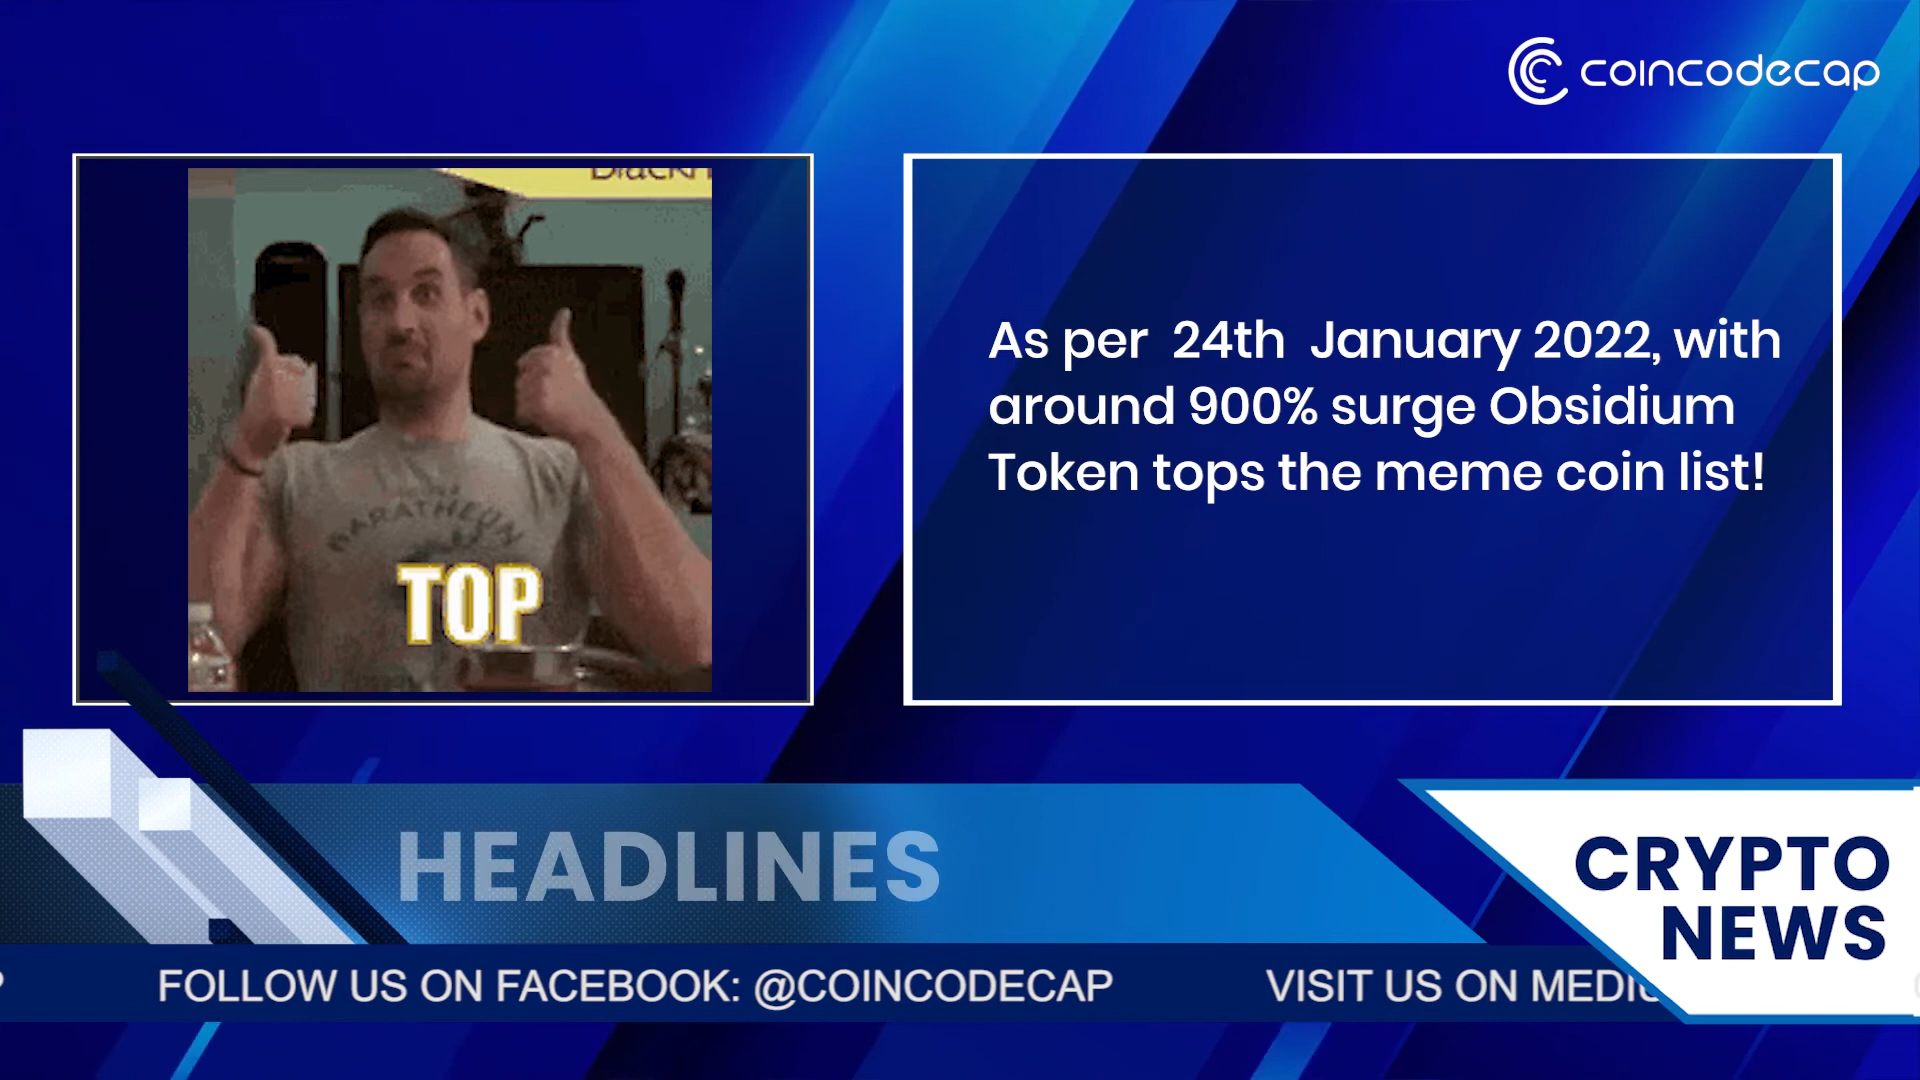 coincodecap
As per 24th January 2022, with
around 900% surge Obsidium
Token tops the meme coin list!
BARATHEON
TOP
HEADLINES
CRYPTO
NEWS
FOLLOW US ON FACEBOOK: @COINCODECAP VISIT US ON